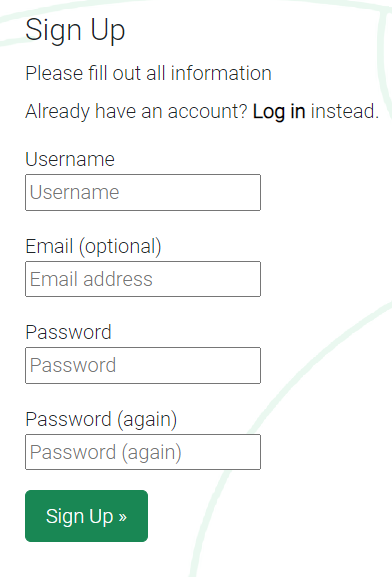 Sign Up
Please fill out all information
Already have an account? Log in instead.
Username
Username
Email (optional)
Email address
Password
Password
Password (again)
Password (again)
Sign Up »